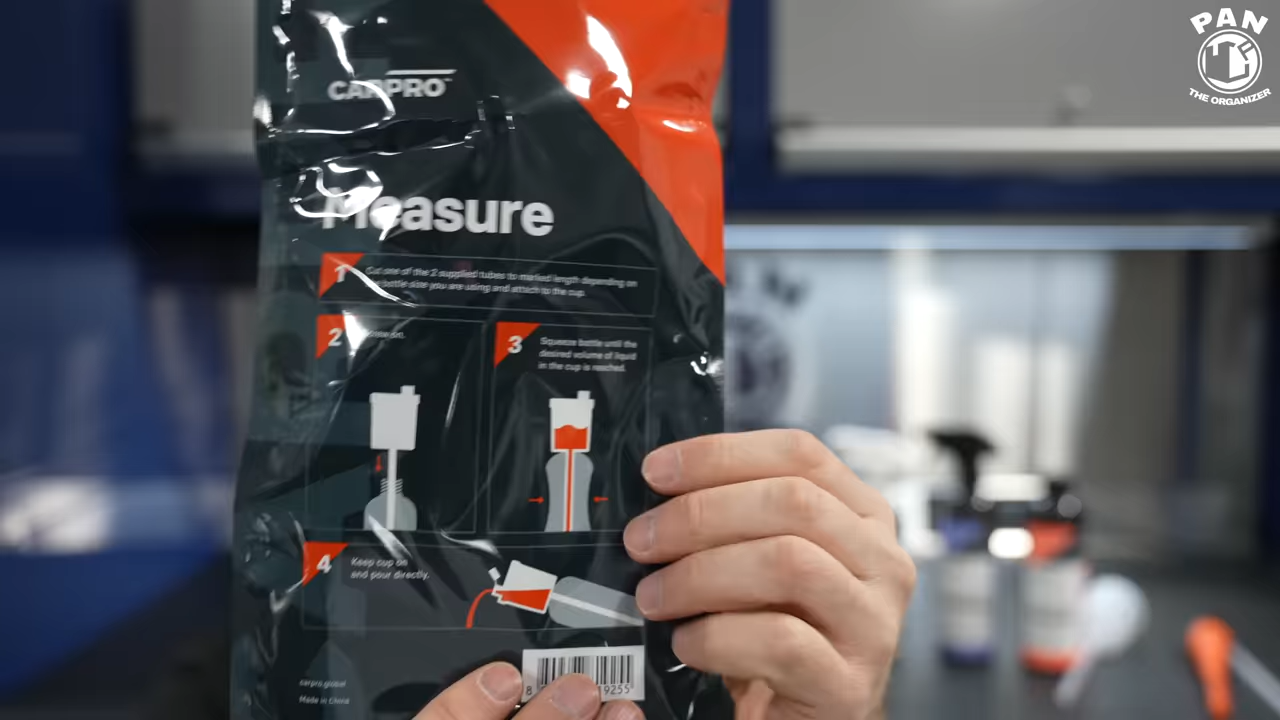 PAN
THE ORGANIZER
CARPRO
Measure
1
Cut one of the 2 supplied tubes to marked length depending on
bottle size you are using and attach to the cup.
2
3
Squeeze bottle until the
desired volume of liquid
in the cup is reached.
4
Keep cup on
and pour directly.
8
9255
carpro.global
Made in China